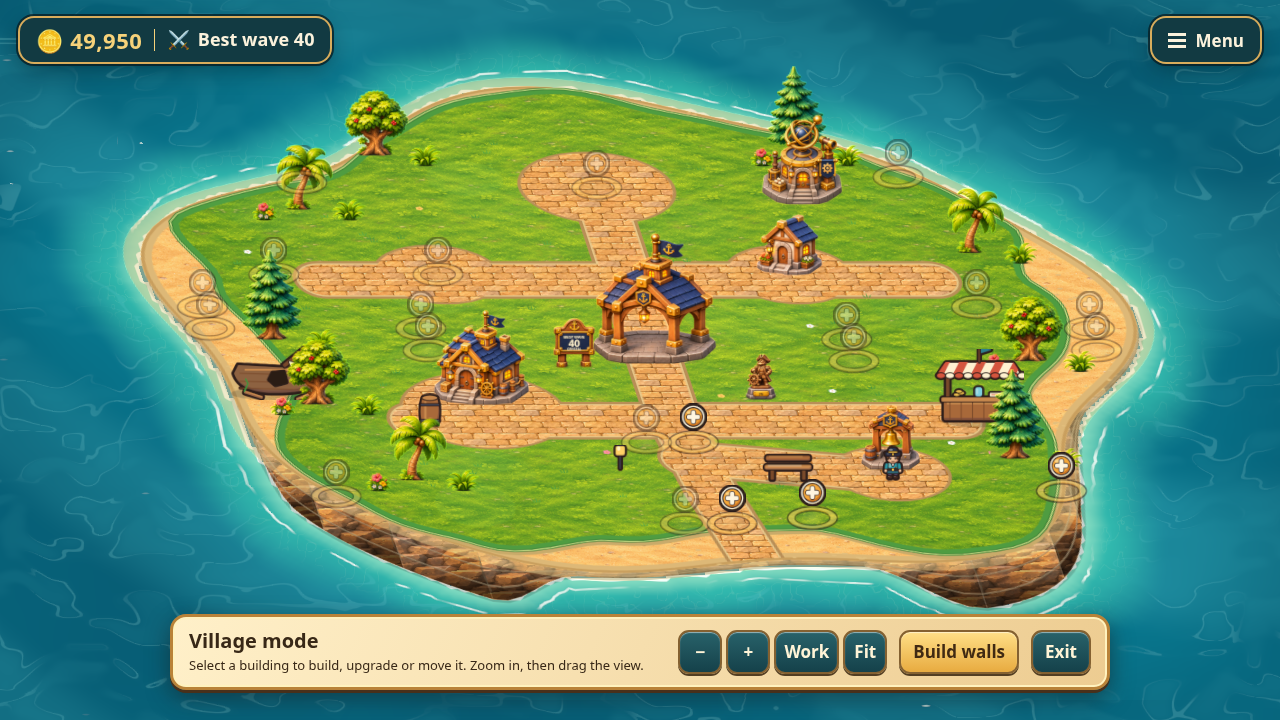 49,950
Best wave 40
Menu
40
Village mode
Select a building to build, upgrade or move it. Zoom in, then drag the view.
−
+
Work
Fit
Build walls
Exit